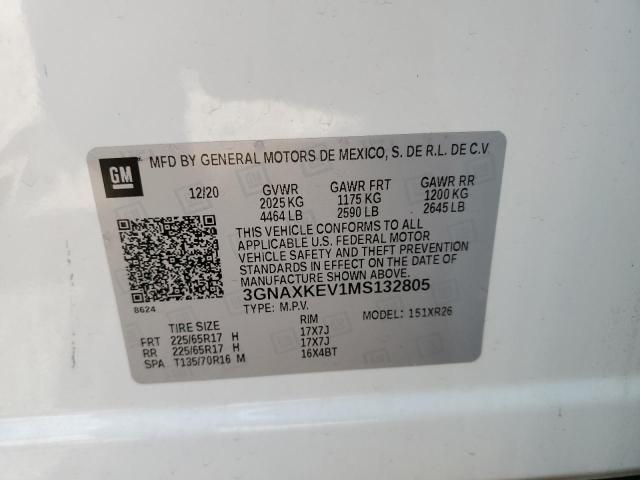 GM
MFD BY GENERAL MOTORS DE MEXICO, S. DE R.L. DE C.V
12/20 GVWR GAWR FRT GAWR RR
2025 KG 1175 KG 1200 KG
4464 LB 2590 LB 2645 LB
THIS VEHICLE CONFORMS TO ALL
APPLICABLE U.S. FEDERAL MOTOR
VEHICLE SAFETY AND THEFT PREVENTION
STANDARDS IN EFFECT ON THE DATE OF
MANUFACTURE SHOWN ABOVE.
3GNAXKEV1MS132805
8624 TYPE: M.P.V. MODEL: 151XR26
TIRE SIZE RIM
FRT 225/65R17 H 17X7J
RR 225/65R17 H 17X7J
SPA T135/70R16 M 16X4BT